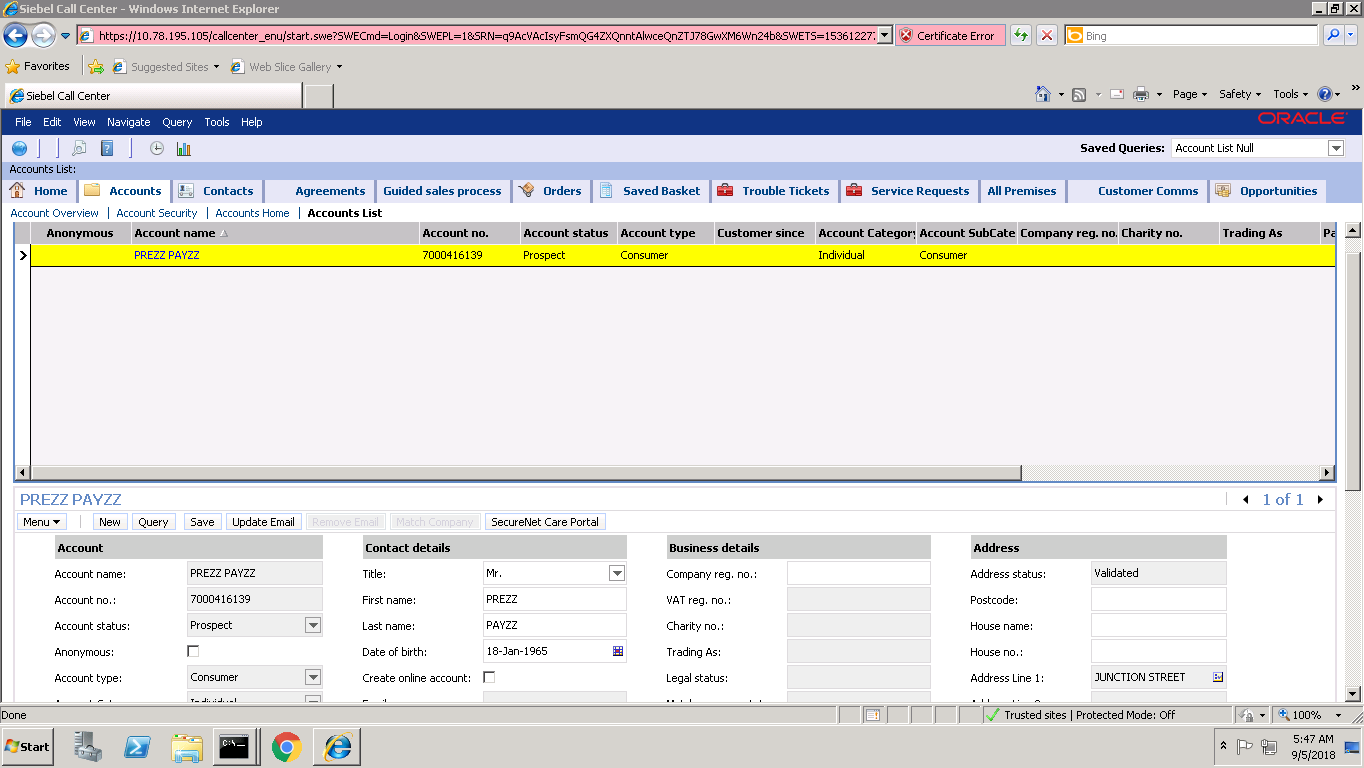 Siebel Call Center - Windows Internet Explorer
https://10.78.195.105/callcenter_enu/start.swe?SWECmd=Login&SWEPL=1&SRN=q9AcVAcIsyFsmQG4ZXQnntAlwceQnZTJ78GwXM6Wn24b&SWETS=153612277 Certificate Error Bing
Favorites Suggested Sites Web Slice Gallery
Siebel Call Center Page Safety Tools
File Edit View Navigate Query Tools Help ORACLE
Saved Queries: Account List Null
Accounts List:
Home Accounts Contacts Agreements Guided sales process Orders Saved Basket Trouble Tickets Service Requests All Premises Customer Comms Opportunities
Account Overview Account Security Accounts Home Accounts List
Anonymous Account name Account no. Account status Account type Customer since Account Category Account SubCate Company reg. no. Charity no. Trading As Pa
PREZZ PAYZZ 7000416139 Prospect Consumer Individual Consumer
PREZZ PAYZZ 1 of 1
Menu New Query Save Update Email Remove Email Match Company SecureNet Care Portal
Account Contact details Business details Address
Account name: PREZZ PAYZZ Title: Mr. Company reg. no.: Address status: Validated
Account no.: 7000416139 First name: PREZZ VAT reg. no.: Postcode:
Account status: Prospect Last name: PAYZZ Charity no.: House name:
Anonymous: Date of birth: 18-Jan-1965 Trading As: House no.:
Account type: Consumer Create online account: Legal status: Address Line 1: JUNCTION STREET
Done Trusted sites | Protected Mode: Off 100%
Start C:\. 5:47 AM
9/5/2018